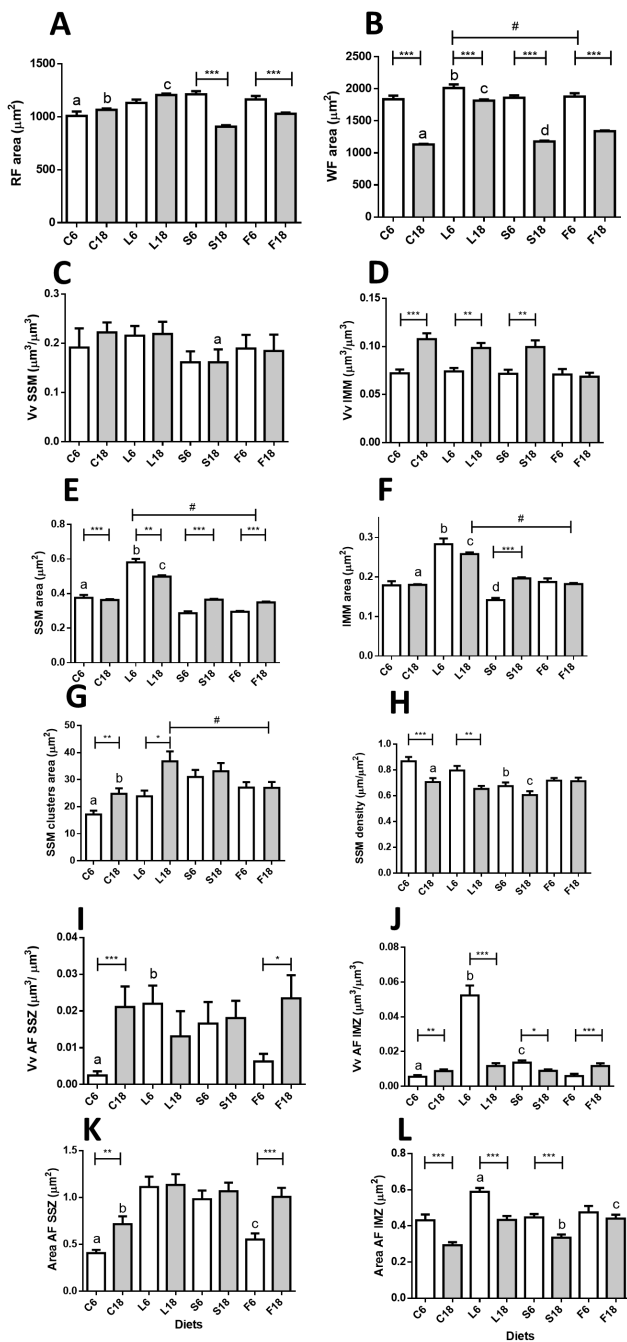 A
RF area (µm²)
1500
1000
500
0
a
b
c
***
***
C6 C18 L6 L18 S6 S18 F6 F18
B
WF area (µm²)
2000
1500
1000
500
0
#
***
***
***
***
a
b
c
d
C6 C18 L6 L18 S6 S18 F6 F18
C
Vv SSM (µm³/µm³)
0.3
0.2
0.1
0.0
a
C6 C18 L6 L18 S6 S18 F6 F18
D
Vv IMM (µm³/µm³)
0.15
0.10
0.05
0.00
***
**
**
C6 C18 L6 L18 S6 S18 F6 F18
E
SSM area (µm²)
0.8
0.6
0.4
0.2
0.0
#
***
**
***
***
a
b
c
C6 C18 L6 L18 S6 S18 F6 F18
F
IMM area (µm²)
0.3
0.2
0.1
0.0
#
***
a
b
c
d
C6 C18 L6 L18 S6 S18 F6 F18
G
SSM clusters area (µm²)
50
40
30
20
10
0
#
**
*
a
b
C6 C18 L6 L18 S6 S18 F6 F18
H
SSM density (µm/µm²)
1.0
0.8
0.6
0.4
0.2
0.0
***
**
a
b
c
C6 C18 L6 L18 S6 S18 F6 F18
I
Vv AF SSZ (µm³/ µm³)
0.04
0.03
0.02
0.01
0.00
***
*
a
b
C6 C18 L6 L18 S6 S18 F6 F18
J
Vv AF IMZ (µm³/µm³)
0.08
0.06
0.04
0.02
0.00
**
***
*
***
a
b
c
C6 C18 L6 L18 S6 S18 F6 F18
K
Area AF SSZ (µm²)
1.5
1.0
0.5
0.0
**
***
a
b
c
C6 C18 L6 L18 S6 S18 F6 F18
Diets
L
Area AF IMZ (µm²)
0.8
0.6
0.4
0.2
0.0
***
***
***
a
b
c
C6 C18 L6 L18 S6 S18 F6 F18
Diets